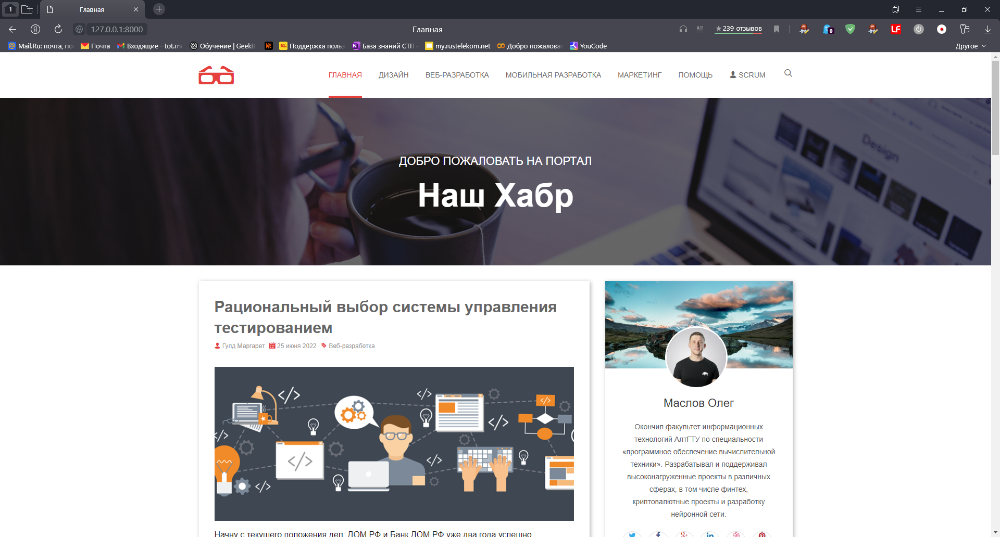 1
Главная
127.0.0.1:8000
Главная
239 отзывов
0
LF
Mail.Ru: почта, по
Почта
Входящие - tot.rn
Обучение | GeekB
Поддержка польз
База знаний СТП -
my.rustelekom.net
Добро пожалова
YouCode
Другое
ГЛАВНАЯ
ДИЗАЙН
ВЕБ-РАЗРАБОТКА
МОБИЛЬНАЯ РАЗРАБОТКА
МАРКЕТИНГ
ПОМОЩЬ
SCRUM
Design
ДОБРО ПОЖАЛОВАТЬ НА ПОРТАЛ
Наш Хабр
Рациональный выбор системы управления
тестированием
Гулд Маргарет 25 июня 2022 Веб-разработка
Начну с текущего положения дел: ДОМ.РФ и Банк ДОМ.РФ уже два года успешно
Маслов Олег
Окончил факультет информационных
технологий АлтГТУ по специальности
«программное обеспечение вычислительной
техники». Разрабатывал и поддерживал
высоконагруженные проекты в различных
сферах, в том числе финтех,
криптовалютные проекты и разработку
нейронной сети.